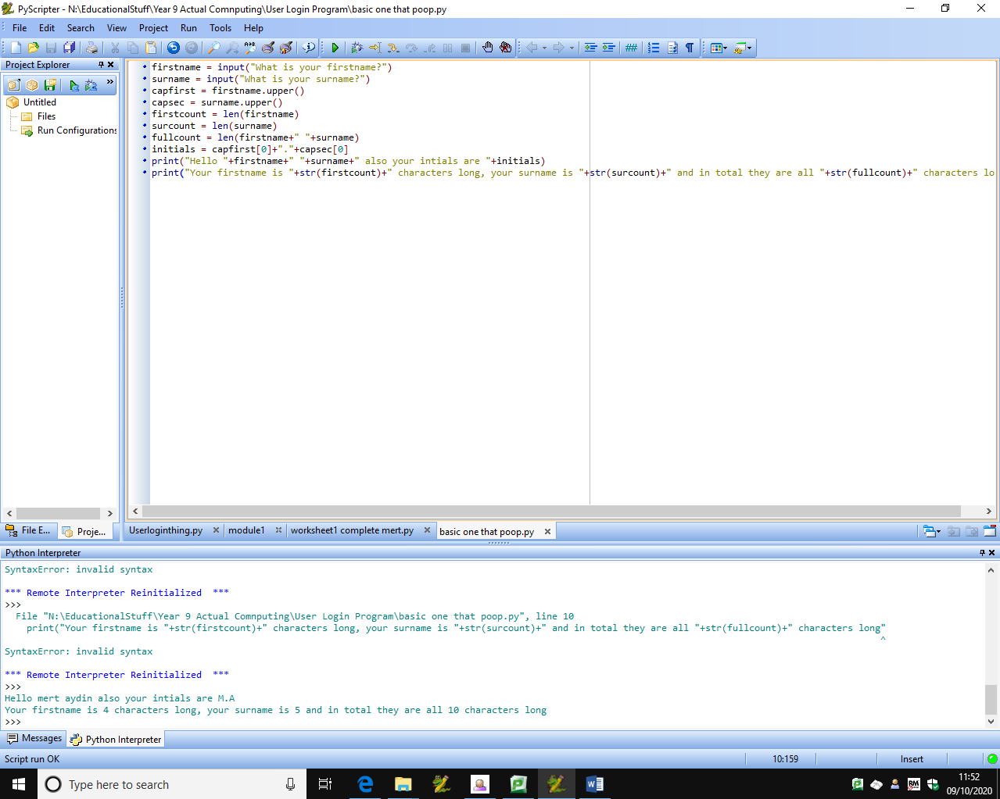 PyScripter - N:\EducationalStuff\Year 9 Actual Comnputing\User Login Program\basic one that poop.py
File Edit Search View Project Run Tools Help
Project Explorer
Untitled
Files
Run Configurations
firstname = input("What is your firstname?")
surname = input("What is your surname?")
capfirst = firstname.upper()
capsec = surname.upper()
firstcount = len(firstname)
surcount = len(surname)
fullcount = len(firstname+" "+surname)
initials = capfirst[0]+"."+capsec[0]
print("Hello "+firstname+" "+surname+" also your intials are "+initials)
print("Your firstname is "+str(firstcount)+" characters long, your surname is "+str(surcount)+" and in total they are all "+str(fullcount)+" characters lo
File E... Proje...
Userloginthing.py module1 worksheet1 complete mert.py basic one that poop.py
Python Interpreter
SyntaxError: invalid syntax
*** Remote Interpreter Reinitialized ***
>>>
File "N:\EducationalStuff\Year 9 Actual Comnputing\User Login Program\basic one that poop.py", line 10
print("Your firstname is "+str(firstcount)+" characters long, your surname is "+str(surcount)+" and in total they are all "+str(fullcount)+" characters long"
^
SyntaxError: invalid syntax
*** Remote Interpreter Reinitialized ***
>>>
Hello mert aydin also your intials are M.A
Your firstname is 4 characters long, your surname is 5 and in total they are all 10 characters long
>>>
Messages Python Interpreter
Script run OK 10:159 Insert
Type here to search
11:52
09/10/2020